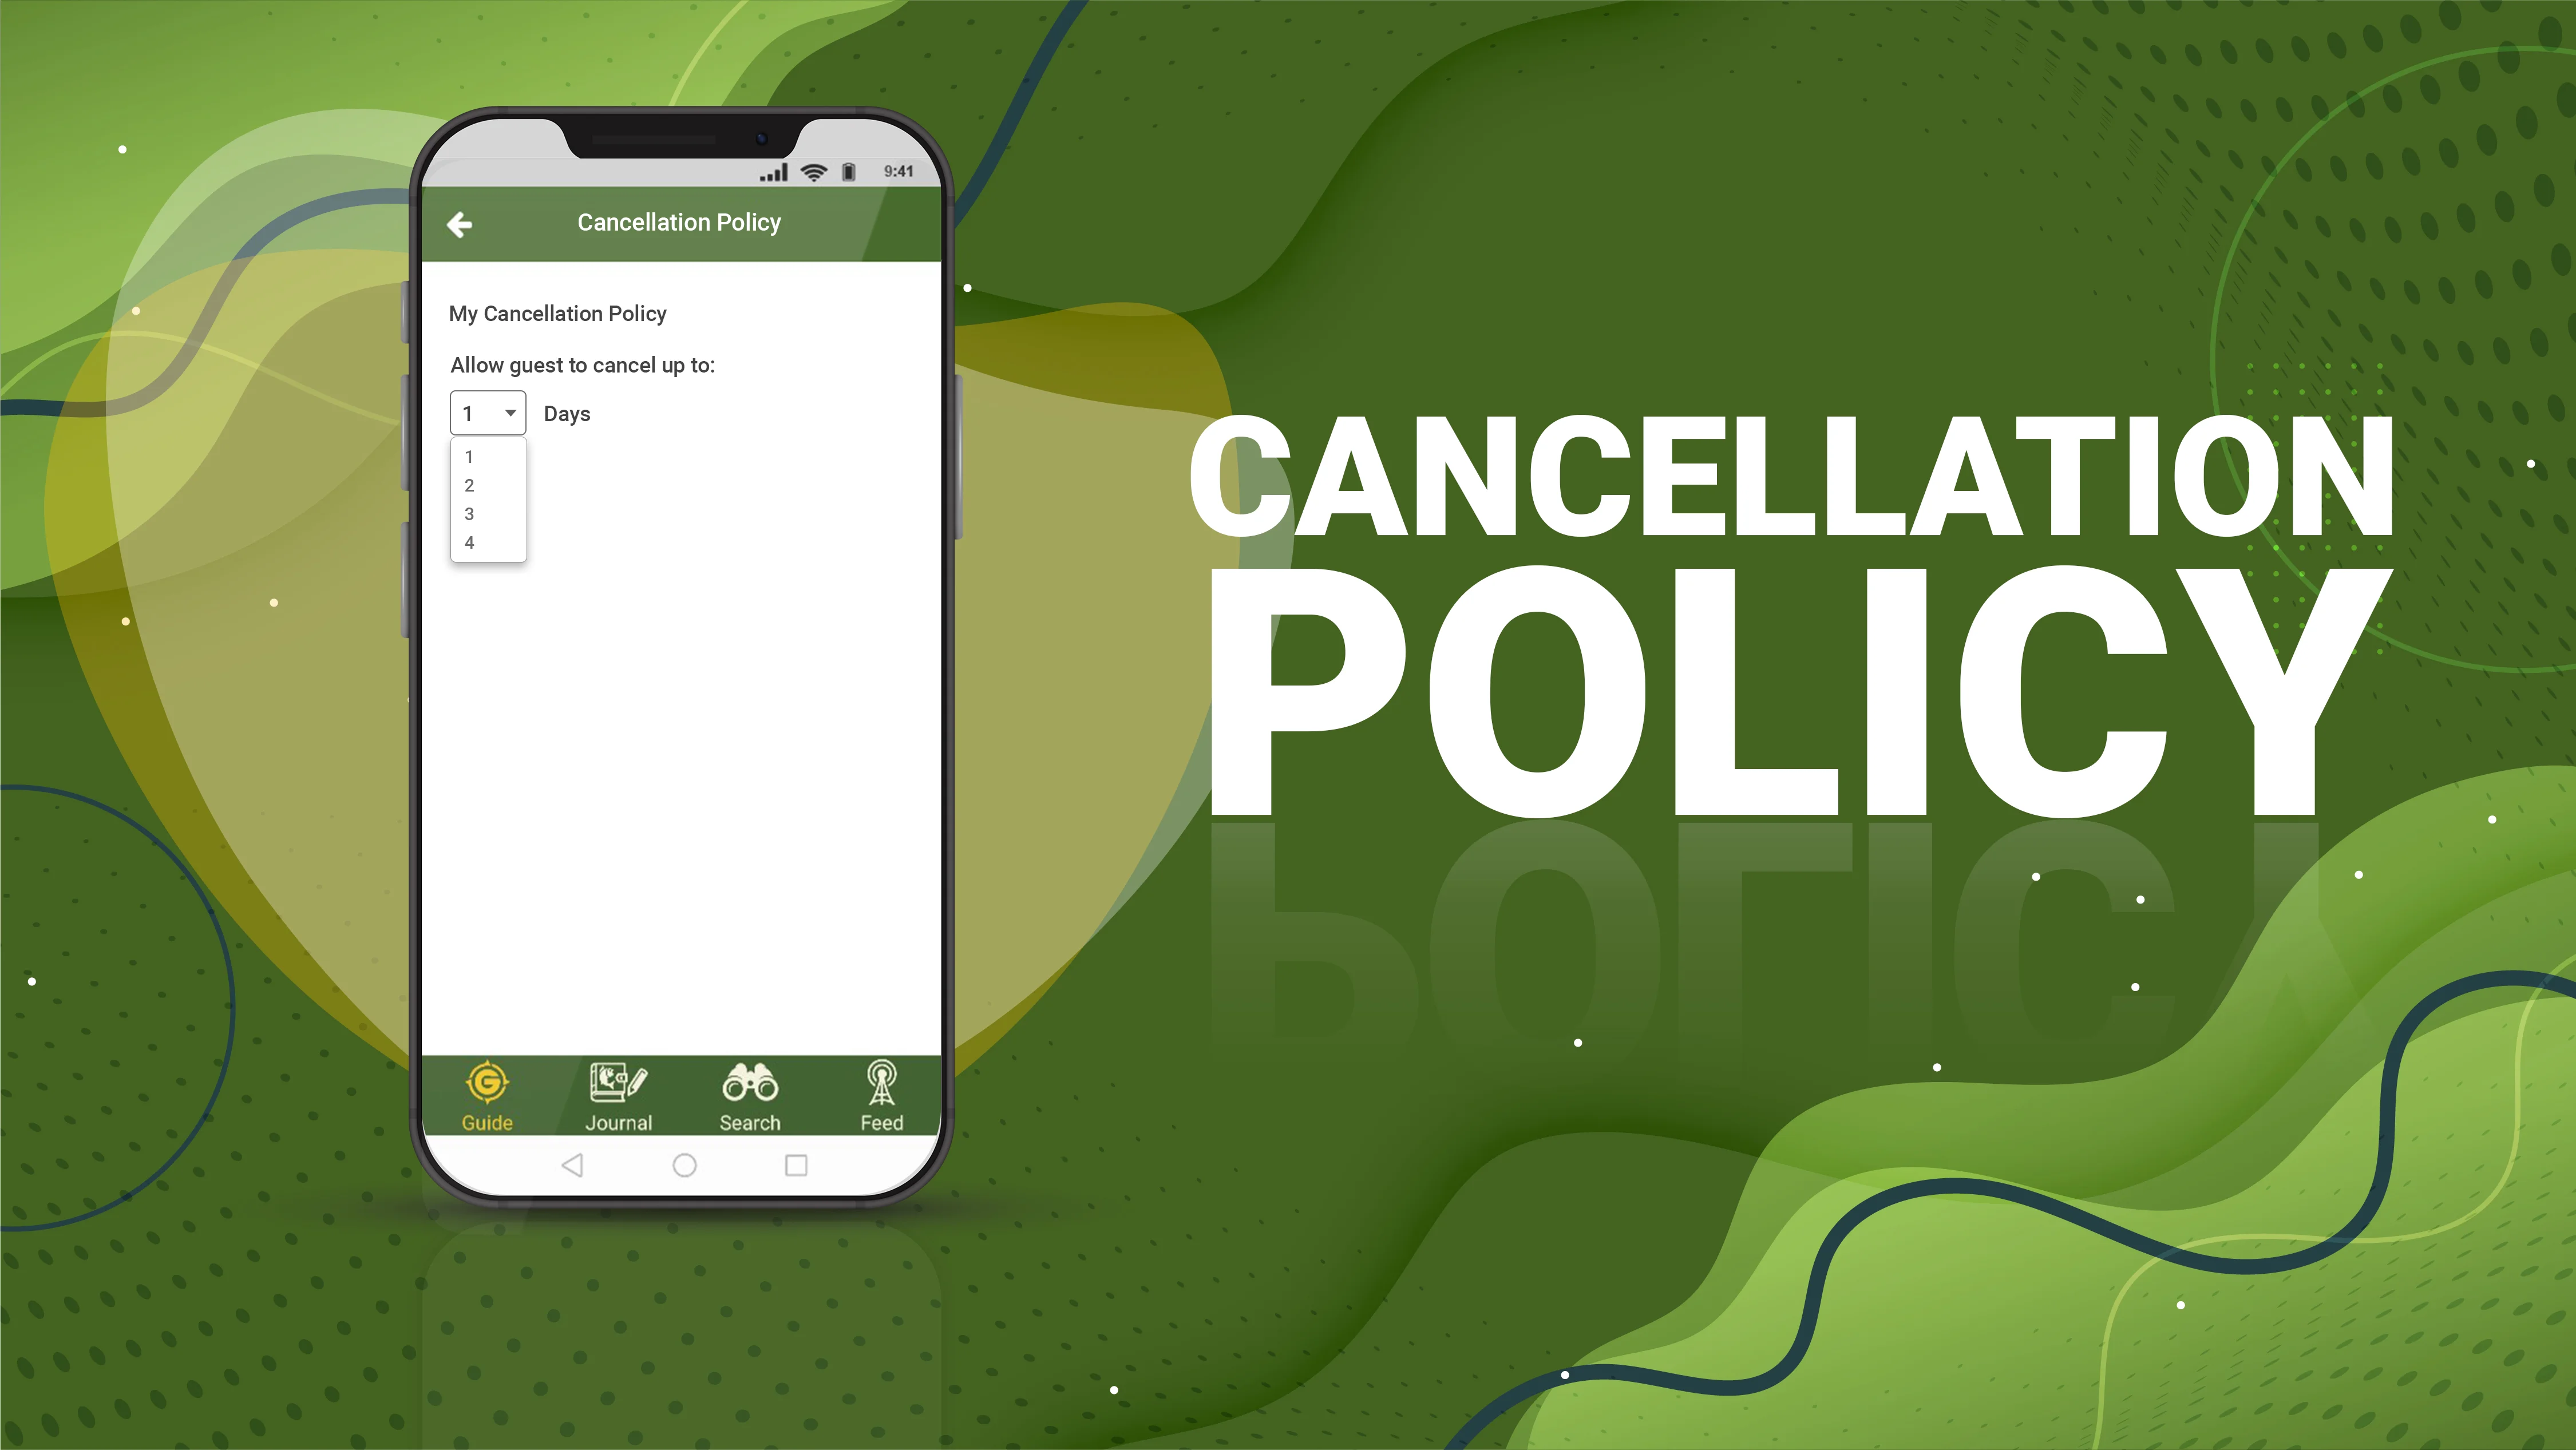 9:41
Cancellation Policy
My Cancellation Policy
Allow guest to cancel up to:
1 Days
1
2
3
4
Guide Journal Search Feed
CANCELLATION
POLICY
POLICY